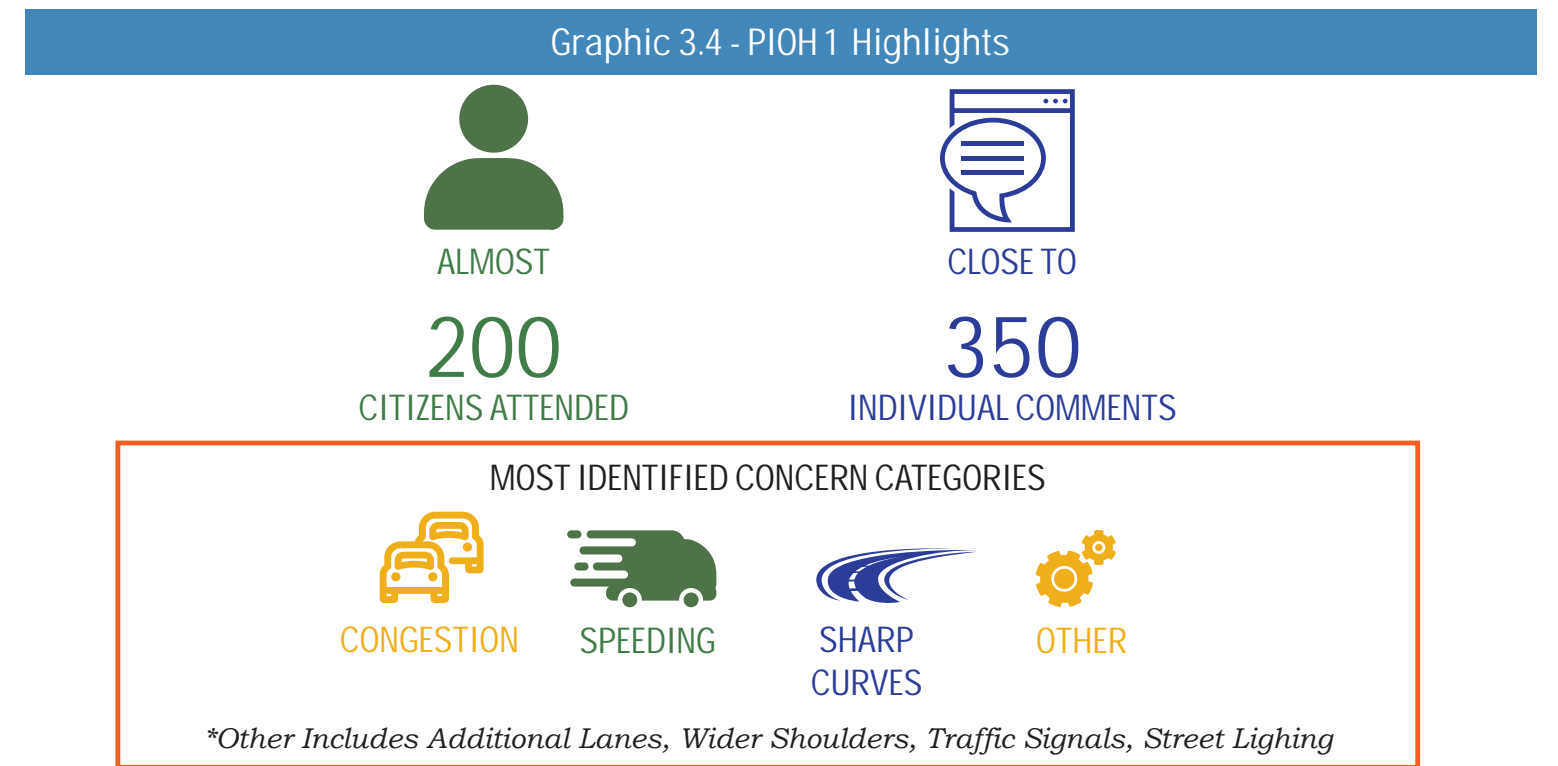 Graphic 3.4 - PIOH 1 Highlights
ALMOST
200
CITIZENS ATTENDED
CLOSE TO
350
INDIVIDUAL COMMENTS
MOST IDENTIFIED CONCERN CATEGORIES
CONGESTION
SPEEDING
SHARP
CURVES
OTHER
*Other Includes Additional Lanes, Wider Shoulders, Traffic Signals, Street Lighing